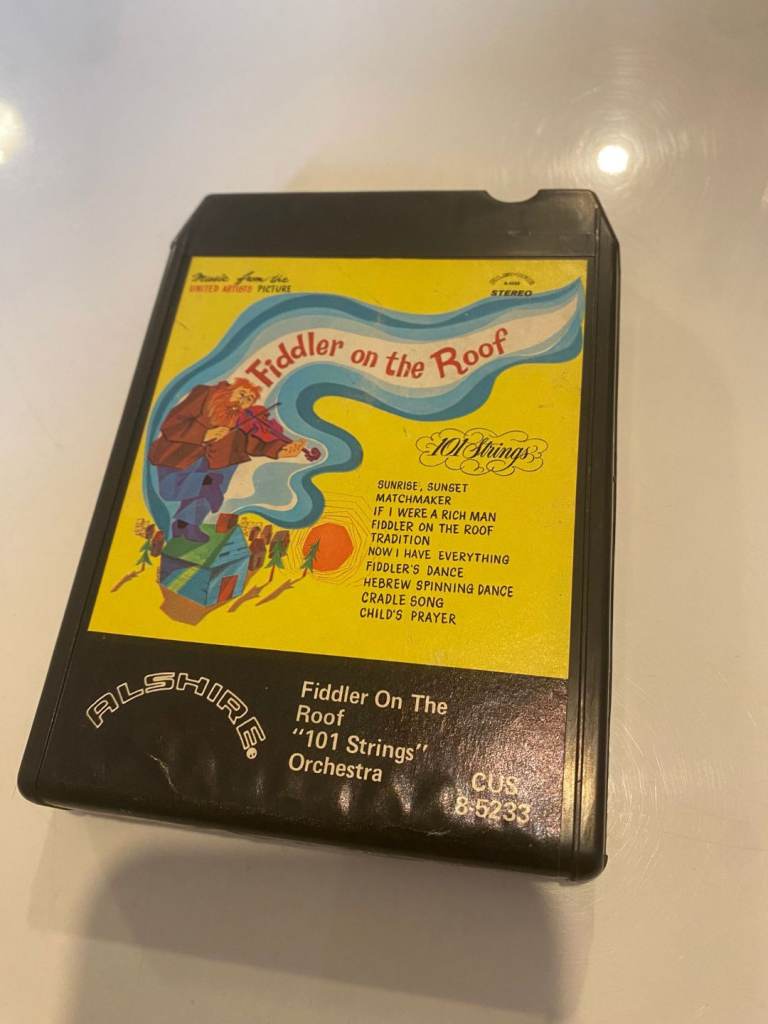 Music from the
UNITED ARTISTS PICTURE
STEREO
Fiddler on the Roof
101 Strings
SUNRISE, SUNSET
MATCHMAKER
IF I WERE A RICH MAN
FIDDLER ON THE ROOF
TRADITION
NOW I HAVE EVERYTHING
FIDDLER'S DANCE
HEBREW SPINNING DANCE
CRADLE SONG
CHILD'S PRAYER
ALSHIRE®
Fiddler On The
Roof
"101 Strings"
Orchestra
CUS
8-5233